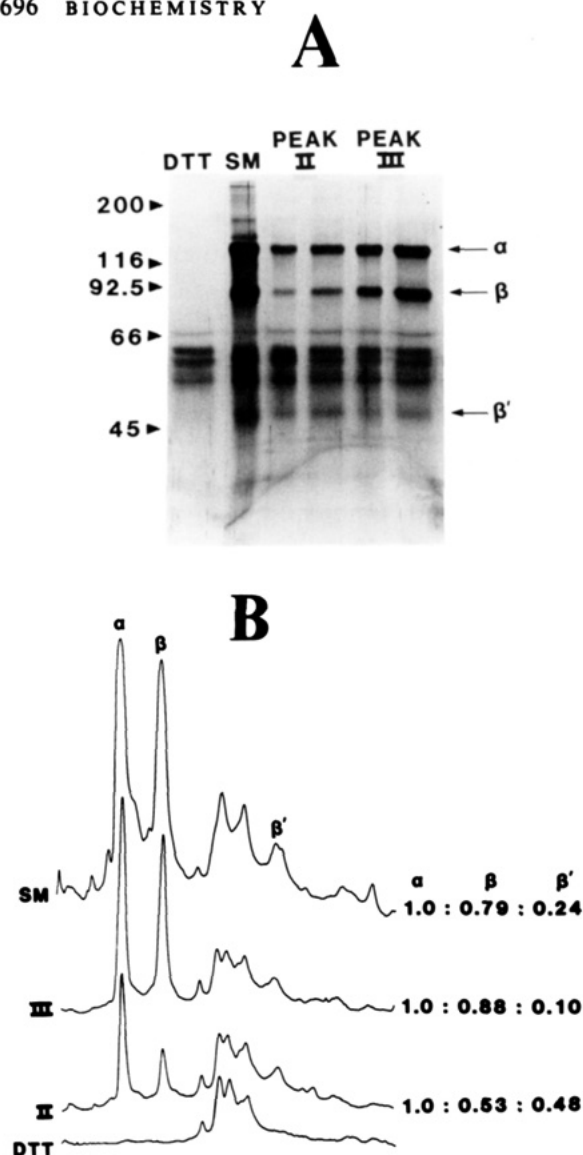 696 BIOCHEMISTRY
A
DTT SM PEAK II PEAK III
200
116
92.5
66
45
α
β
β'
B
α
β
β'
α β β'
SM 1.0 : 0.79 : 0.24
III 1.0 : 0.88 : 0.10
II 1.0 : 0.53 : 0.48
DTT